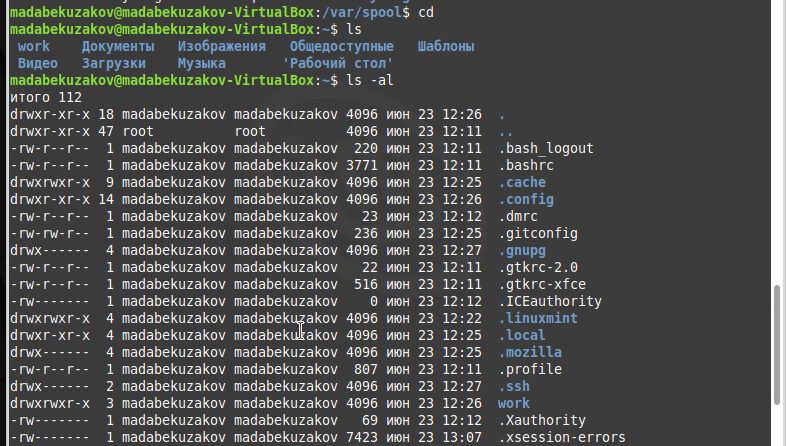 madabekuzakov@madabekuzakov-VirtualBox:/var/spool$ cd
madabekuzakov@madabekuzakov-VirtualBox:~$ ls
work Документы Изображения Общедоступные Шаблоны
Видео Загрузки Музыка 'Рабочий стол'
madabekuzakov@madabekuzakov-VirtualBox:~$ ls -al
итого 112
drwxr-xr-x 18 madabekuzakov madabekuzakov 4096 июн 23 12:26 .
drwxr-xr-x 47 root root 4096 июн 23 12:11 ..
-rw-r--r-- 1 madabekuzakov madabekuzakov 220 июн 23 12:11 .bash_logout
-rw-r--r-- 1 madabekuzakov madabekuzakov 3771 июн 23 12:11 .bashrc
drwxrwxr-x 9 madabekuzakov madabekuzakov 4096 июн 23 12:25 .cache
drwxr-xr-x 14 madabekuzakov madabekuzakov 4096 июн 23 12:26 .config
-rw-r--r-- 1 madabekuzakov madabekuzakov 23 июн 23 12:12 .dmrc
-rw-rw-r-- 1 madabekuzakov madabekuzakov 236 июн 23 12:25 .gitconfig
drwx------ 4 madabekuzakov madabekuzakov 4096 июн 23 12:27 .gnupg
-rw-r--r-- 1 madabekuzakov madabekuzakov 22 июн 23 12:11 .gtkrc-2.0
-rw-r--r-- 1 madabekuzakov madabekuzakov 516 июн 23 12:11 .gtkrc-xfce
-rw------- 1 madabekuzakov madabekuzakov 0 июн 23 12:12 .ICEauthority
drwxrwxr-x 4 madabekuzakov madabekuzakov 4096 июн 23 12:22 .linuxmint
drwxr-xr-x 4 madabekuzakov madabekuzakov 4096 июн 23 12:25 .local
drwx------ 4 madabekuzakov madabekuzakov 4096 июн 23 12:25 .mozilla
-rw-r--r-- 1 madabekuzakov madabekuzakov 807 июн 23 12:11 .profile
drwx------ 2 madabekuzakov madabekuzakov 4096 июн 23 12:27 .ssh
drwxrwxr-x 3 madabekuzakov madabekuzakov 4096 июн 23 12:26 work
-rw------- 1 madabekuzakov madabekuzakov 69 июн 23 12:12 .Xauthority
-rw------- 1 madabekuzakov madabekuzakov 7423 июн 23 13:07 .xsession-errors